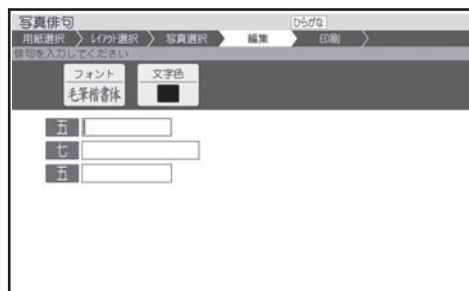 写真俳句 ひらがな
用紙選択 ﾚｲｱｳﾄ選択 写真選択 編集 印刷
俳句を入力してください
フォント 文字色
毛筆楷書体
五
七
五